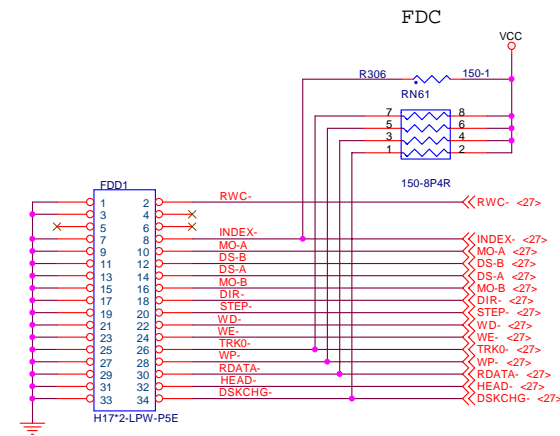 FDC
VCC
R306 150-1
RN61
7 8
5 6
3 4
1 2
150-8P4R
FDD1
1 2 RWC- RWC- <27>
3 4
5 6
7 8 INDEX- INDEX- <27>
9 10 MO-A MO-A <27>
11 12 DS-B DS-B <27>
13 14 DS-A DS-A <27>
15 16 MO-B MO-B <27>
17 18 DIR- DIR- <27>
19 20 STEP- STEP- <27>
21 22 WD- WD- <27>
23 24 WE- WE- <27>
25 26 TRK0- TRK0- <27>
27 28 WP- WP- <27>
29 30 RDATA- RDATA- <27>
31 32 HEAD- HEAD- <27>
33 34 DSKCHG- DSKCHG- <27>
H17*2-LPW-P5E